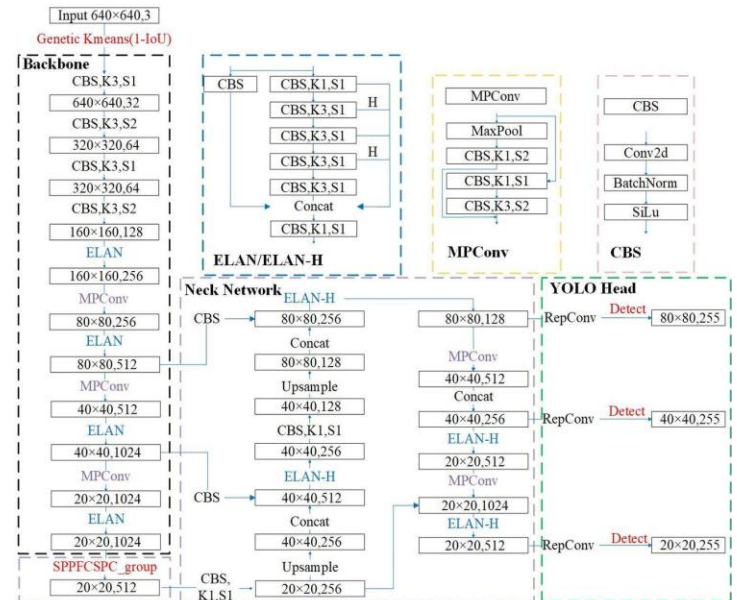 Input 640×640,3
Genetic Kmeans(1-IoU)
Backbone
CBS,K3,S1
640×640,32
CBS,K3,S2
320×320,64
CBS,K3,S1
320×320,64
CBS,K3,S2
160×160,128
ELAN
160×160,256
MPConv
80×80,256
ELAN
80×80,512
MPConv
40×40,512
ELAN
40×40,1024
MPConv
20×20,1024
ELAN
20×20,1024
SPPFCSPC_group
20×20,512
CBS
CBS,K1,S1
H
CBS,K3,S1
CBS,K3,S1
H
CBS,K3,S1
CBS,K3,S1
Concat
CBS,K1,S1
ELAN/ELAN-H
MPConv
MaxPool
CBS,K1,S2
CBS,K1,S1
CBS,K3,S2
MPConv
CBS
Conv2d
BatchNorm
SiLu
CBS
Neck Network
ELAN-H
CBS
80×80,256
Concat
80×80,128
Upsample
40×40,128
CBS,K1,S1
40×40,256
ELAN-H
CBS
40×40,512
Concat
40×40,256
Upsample
CBS,
K1,S1
20×20,256
80×80,128
MPConv
40×40,512
Concat
40×40,256
ELAN-H
20×20,512
MPConv
20×20,1024
ELAN-H
20×20,512
YOLO Head
RepConv
Detect
80×80,255
RepConv
Detect
40×40,255
RepConv
Detect
20×20,255